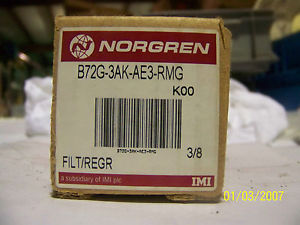 NORGREN
B72G-3AK-AE3-RMG
K00
B72G-3AK-AE3-RMG
FILT/REGR
3/8
a subsidiary of IMI plc
IMI
01/03/2007